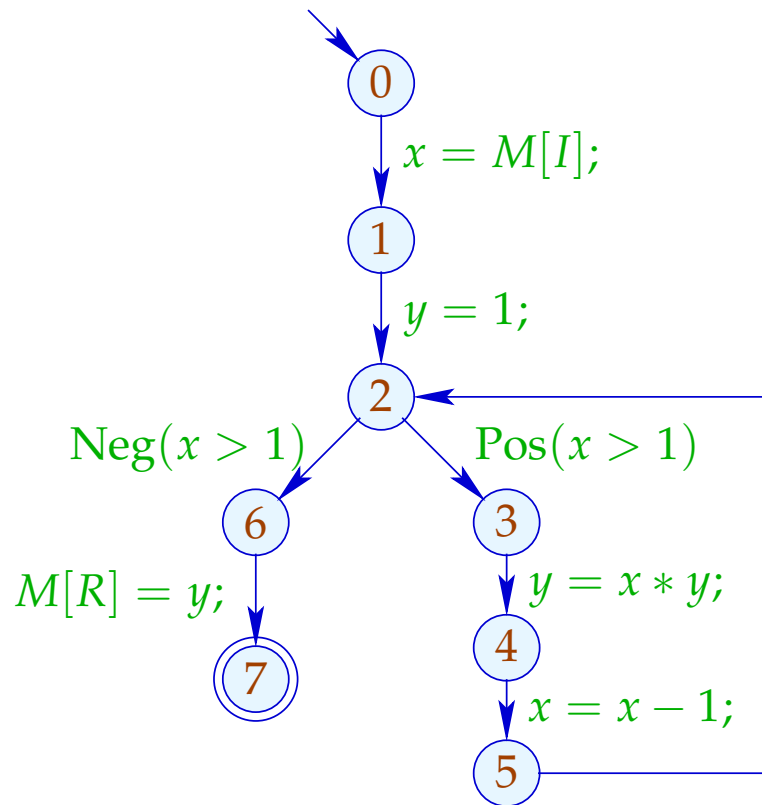 0
x = M[I];
1
y = 1;
2
Neg(x > 1)
Pos(x > 1)
6
3
M[R] = y;
y = x ∗ y;
4
7
x = x − 1;
5